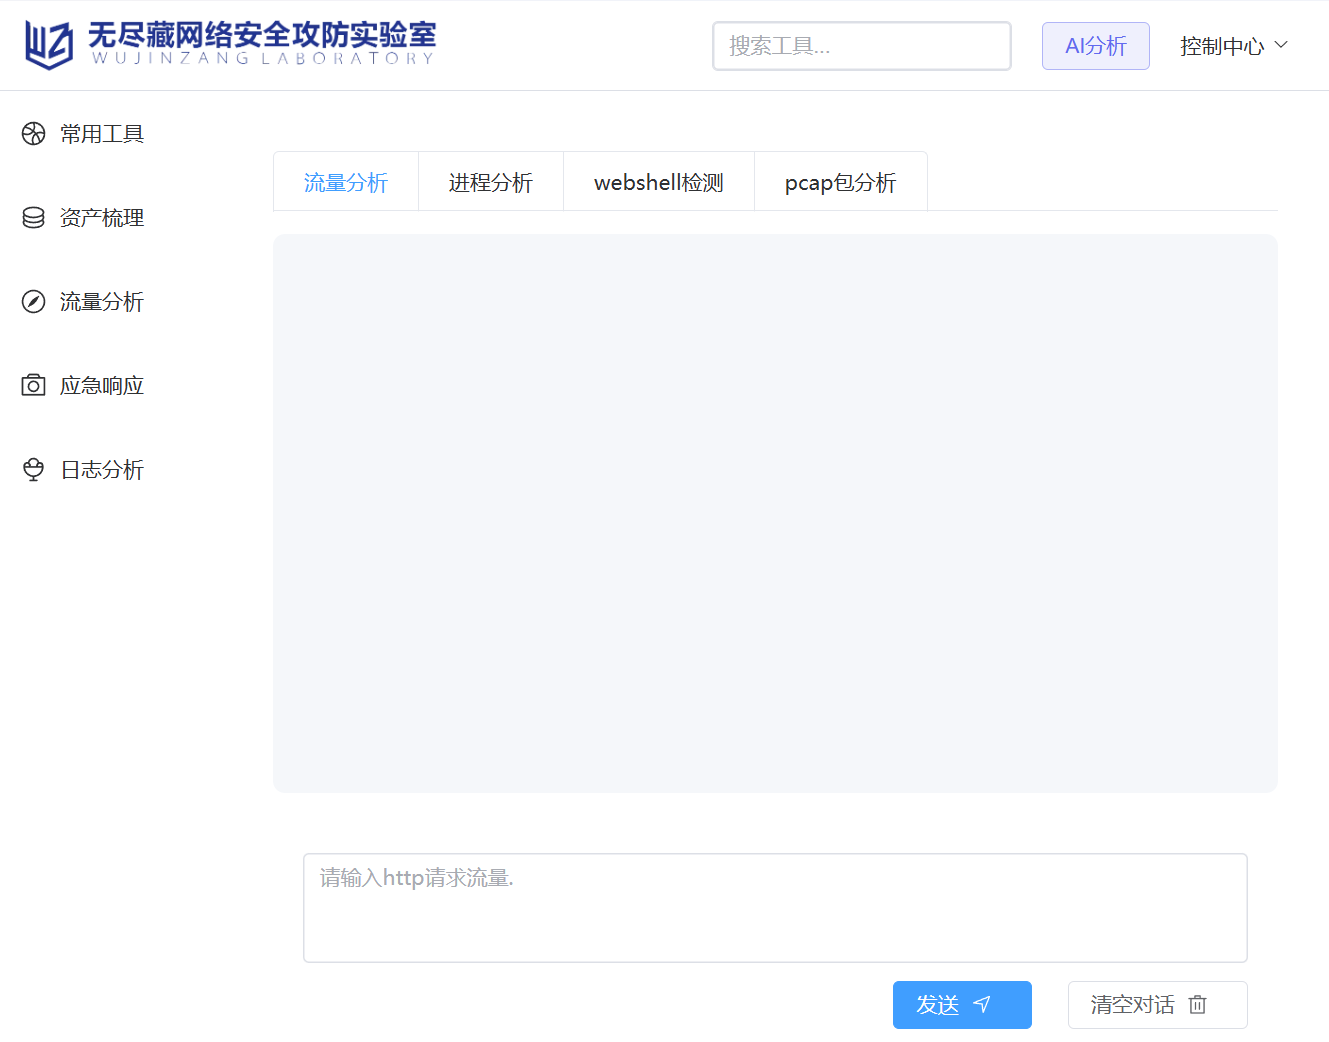 无尽藏网络安全攻防实验室
WUJINZANG LABORATORY
搜索工具...
AI分析
控制中心
常用工具
资产梳理
流量分析
应急响应
日志分析
流量分析
进程分析
webshell检测
pcap包分析
请输入http请求流量.
发送
清空对话